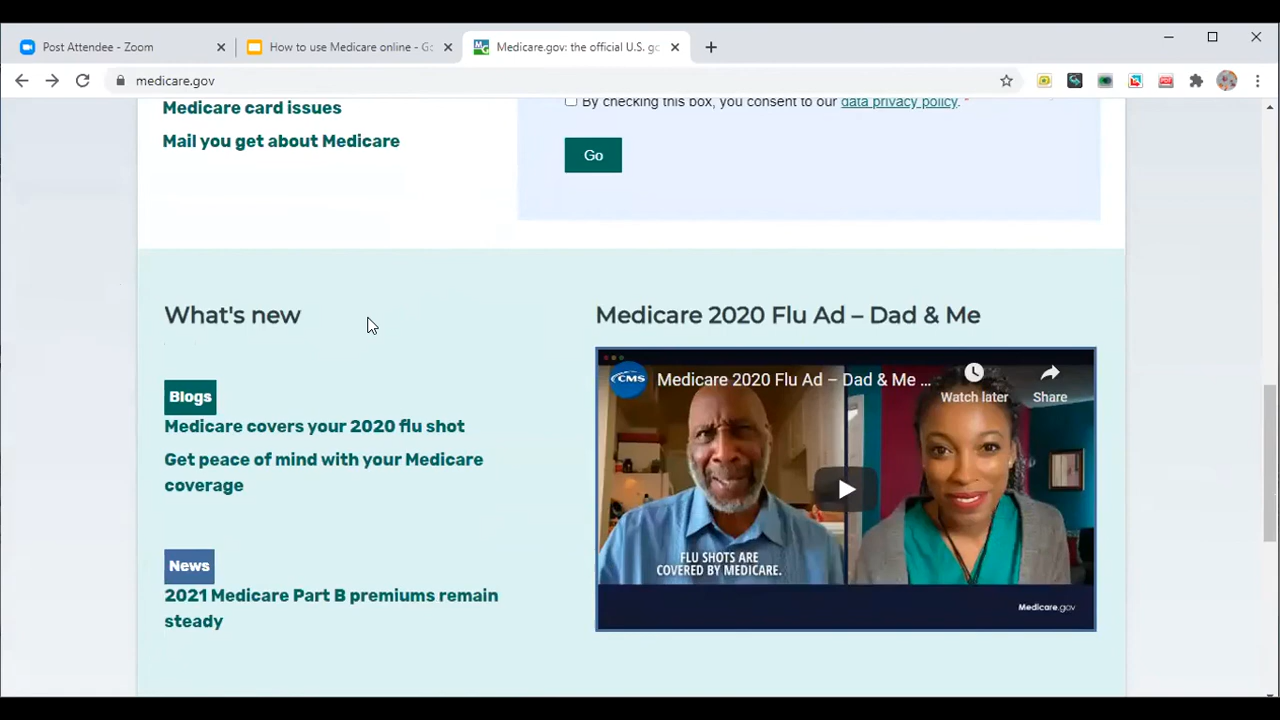 Post Attendee - Zoom
How to use Medicare online - G
Medicare.gov: the official U.S. go
medicare.gov
Medicare card issues
Mail you get about Medicare
By checking this box, you consent to our data privacy policy. *
Go
What's new
Blogs
Medicare covers your 2020 flu shot
Get peace of mind with your Medicare
coverage
News
2021 Medicare Part B premiums remain
steady
Medicare 2020 Flu Ad – Dad & Me
CMS
Medicare 2020 Flu Ad – Dad & Me ...
Watch later
Share
FLU SHOTS ARE
COVERED BY MEDICARE.
Medicare.gov